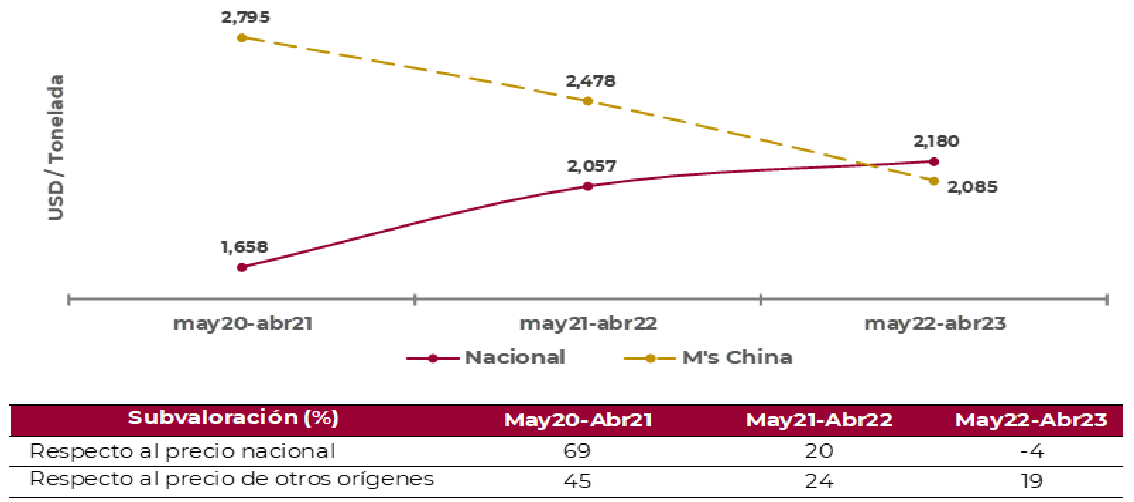 2,795
2,478
2,180
2,057
2,085
1,658
USD / Tonelada
may20-abr21 may21-abr22 may22-abr23
Nacional M's China
Subvaloración (%) May20-Abr21 May21-Abr22 May22-Abr23
Respecto al precio nacional 69 20 -4
Respecto al precio de otros orígenes 45 24 19